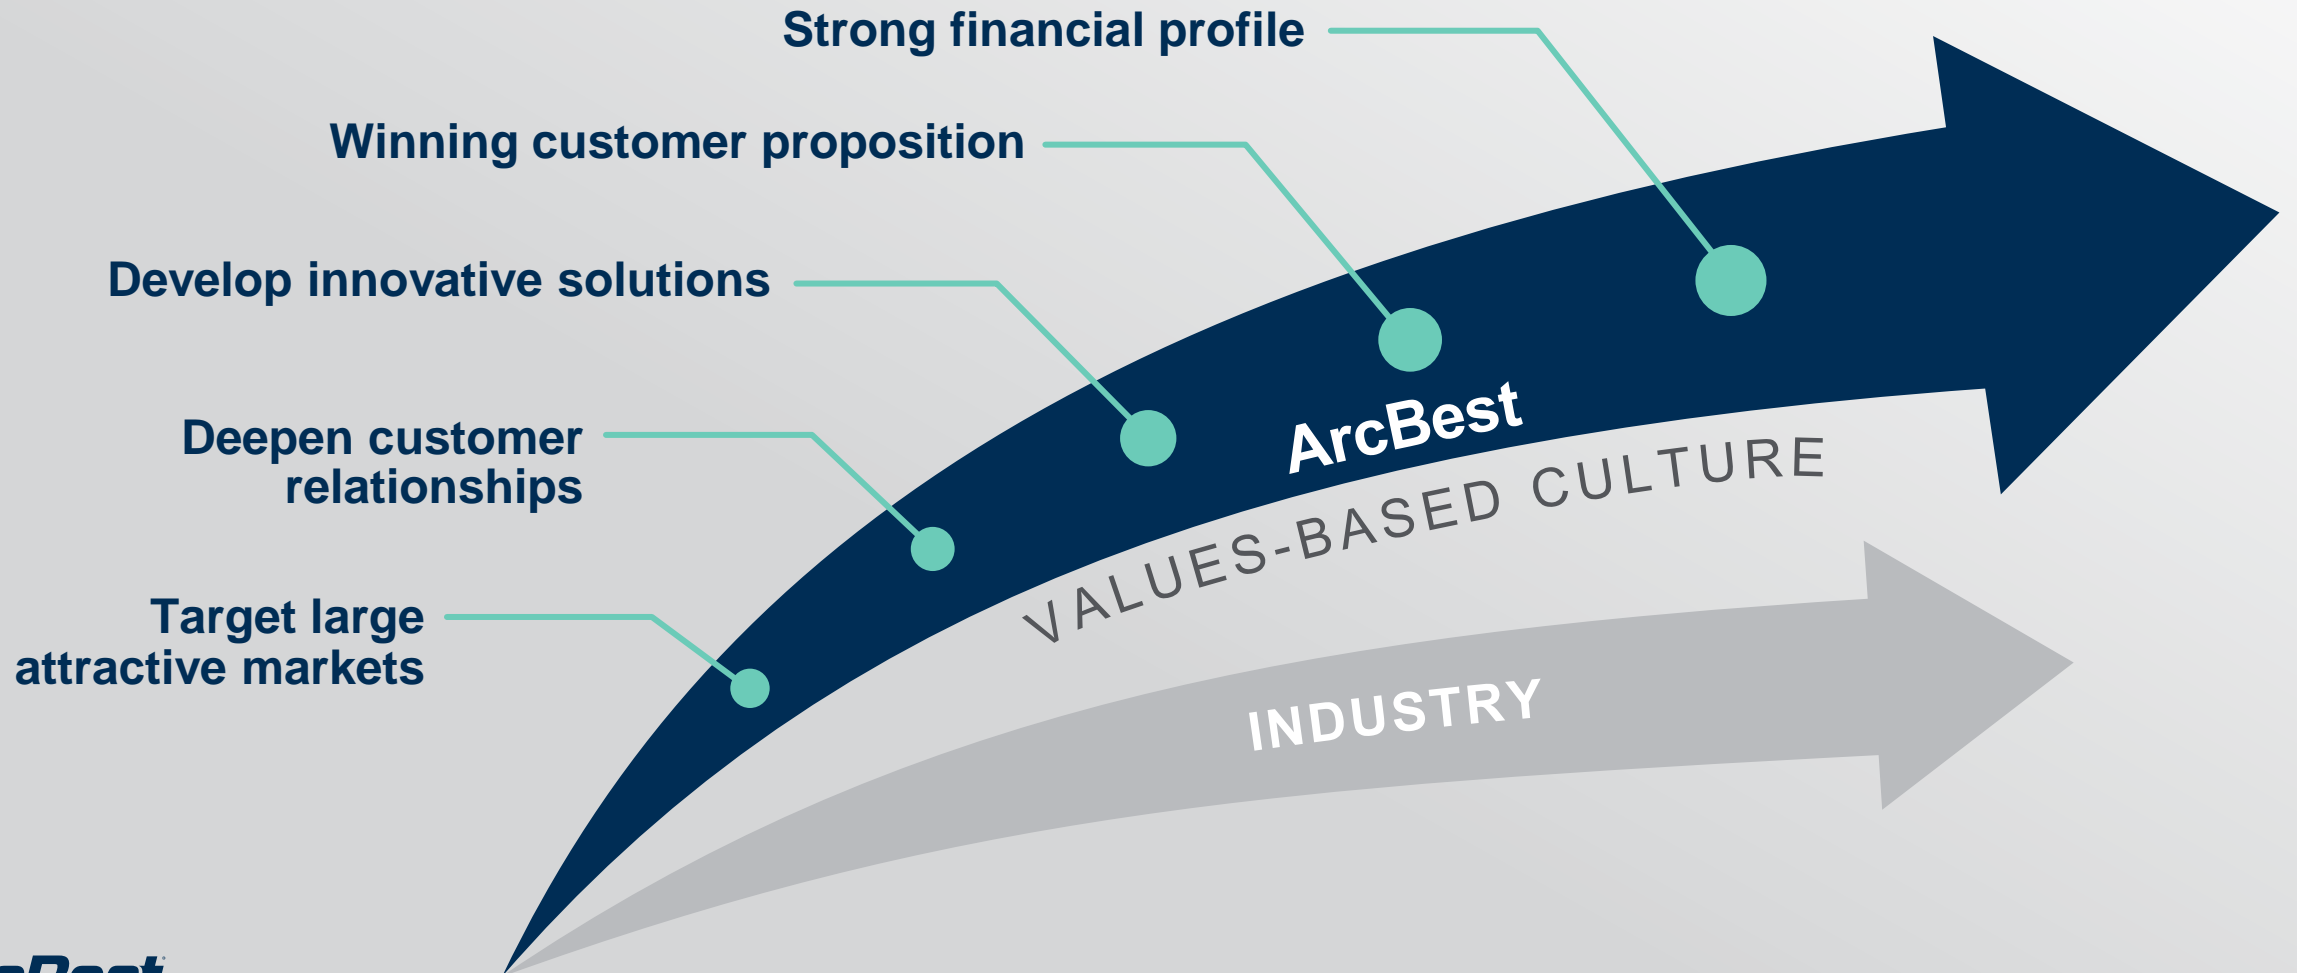 Strong financial profile
Winning customer proposition
Develop innovative solutions
Deepen customer
relationships
Target large
attractive markets
ArcBest
VALUES-BASED CULTURE
INDUSTRY